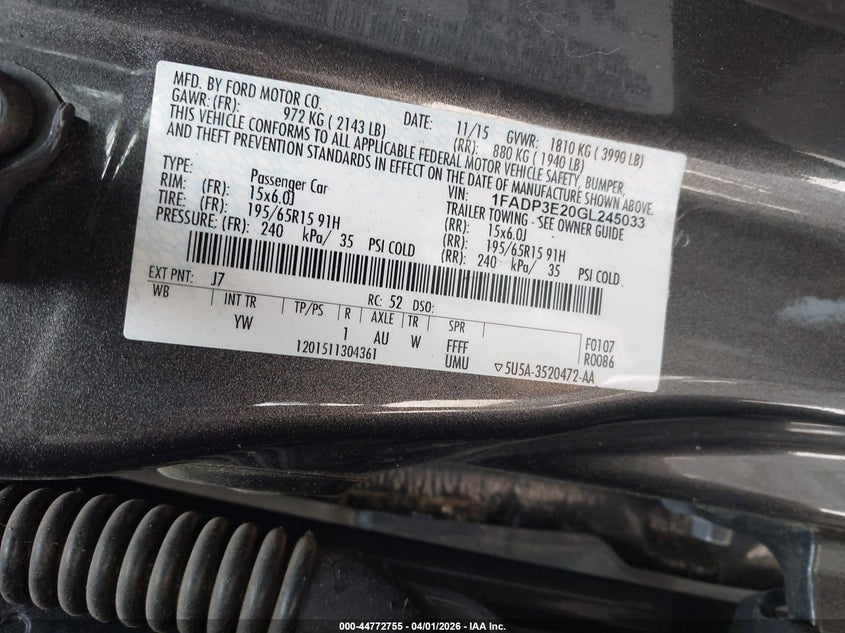 MFD. BY FORD MOTOR CO.
DATE: 11/15 GVWR: 1810 KG ( 3990 LB)
GAWR: (FR): 972 KG ( 2143 LB) (RR): 880 KG ( 1940 LB)
THIS VEHICLE CONFORMS TO ALL APPLICABLE FEDERAL MOTOR VEHICLE SAFETY, BUMPER
AND THEFT PREVENTION STANDARDS IN EFFECT ON THE DATE OF MANUFACTURE SHOWN ABOVE.
VIN: 1FADP3E20GL245033
TYPE: Passenger Car TRAILER TOWING - SEE OWNER GUIDE
RIM: (FR): 15x6.0J (RR): 15x6.0J
TIRE: (FR): 195/65R15 91H (RR): 195/65R15 91H
PRESSURE: (FR): 240 kPa/ 35 PSI COLD (RR): 240 kPa/ 35 PSI COLD
EXT PNT: J7 RC: 52 DSO:
WB INT TR TP/PS R AXLE TR SPR
YW 1 AU W FFFF F0107
1201511304361 UMU R0086
▽5U5A-3520472-AA
000-44772755 - 04/01/2026 - IAA Inc.